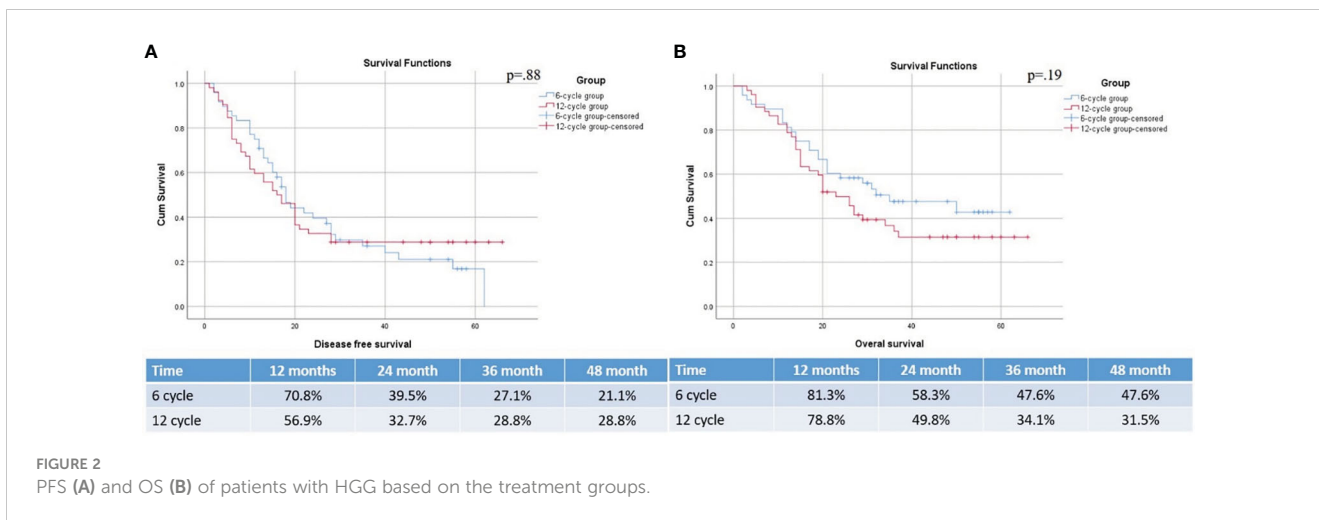 A
Survival Functions
p=.88
Group
6-cycle group
12-cycle group
6-cycle group-censored
12-cycle group-censored
Cum Survival
1.0
0.8
0.6
0.4
0.2
0.0
0 20 40 60
Disease free survival
Time 12 months 24 month 36 month 48 month
6 cycle 70.8% 39.5% 27.1% 21.1%
12 cycle 56.9% 32.7% 28.8% 28.8%
B
Survival Functions
p=.19
Group
6-cycle group
12-cycle group
6-cycle group-censored
12-cycle group-censored
Cum Survival
1.0
0.8
0.6
0.4
0.2
0.0
0 20 40 60
Overal survival
Time 12 months 24 month 36 month 48 month
6 cycle 81.3% 58.3% 47.6% 47.6%
12 cycle 78.8% 49.8% 34.1% 31.5%
FIGURE 2
PFS (A) and OS (B) of patients with HGG based on the treatment groups.